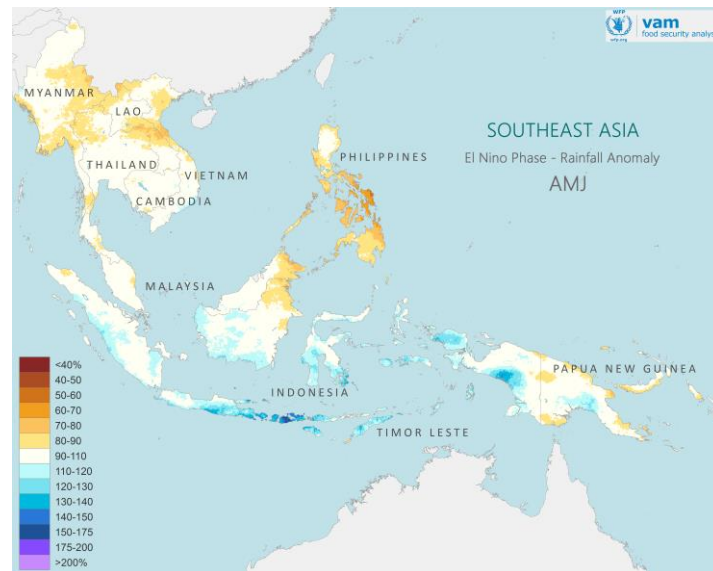 WFP
wfp.org
vam
food security analys
MYANMAR
LAO
THAILAND
VIETNAM
CAMBODIA
PHILIPPINES
SOUTHEAST ASIA
El Nino Phase - Rainfall Anomaly
AMJ
MALAYSIA
INDONESIA
PAPUA NEW GUINEA
TIMOR LESTE
<40%
40-50
50-60
60-70
70-80
80-90
90-110
110-120
120-130
130-140
140-150
150-175
175-200
>200%